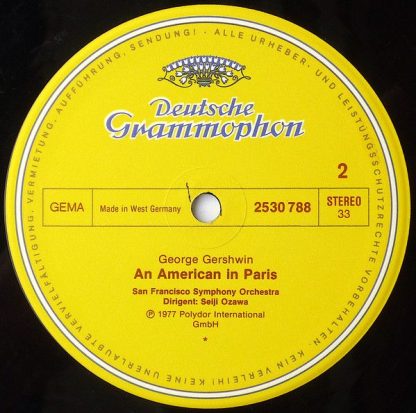 Deutsche
Grammophon
2
GEMA
Made in West Germany
2530 788
STEREO
33
George Gershwin
An American in Paris
San Francisco Symphony Orchestra
Dirigent: Seiji Ozawa
℗ 1977 Polydor International
GmbH
*
ALLE URHEBER- UND LEISTUNGSSCHUTZRECHTE VORBEHALTEN· KEIN VERLEIH! KEINE UNERLAUBTE VERVIELFÄLTIGUNG, VERMIETUNG, AUFFÜHRUNG, SENDUNG! ·